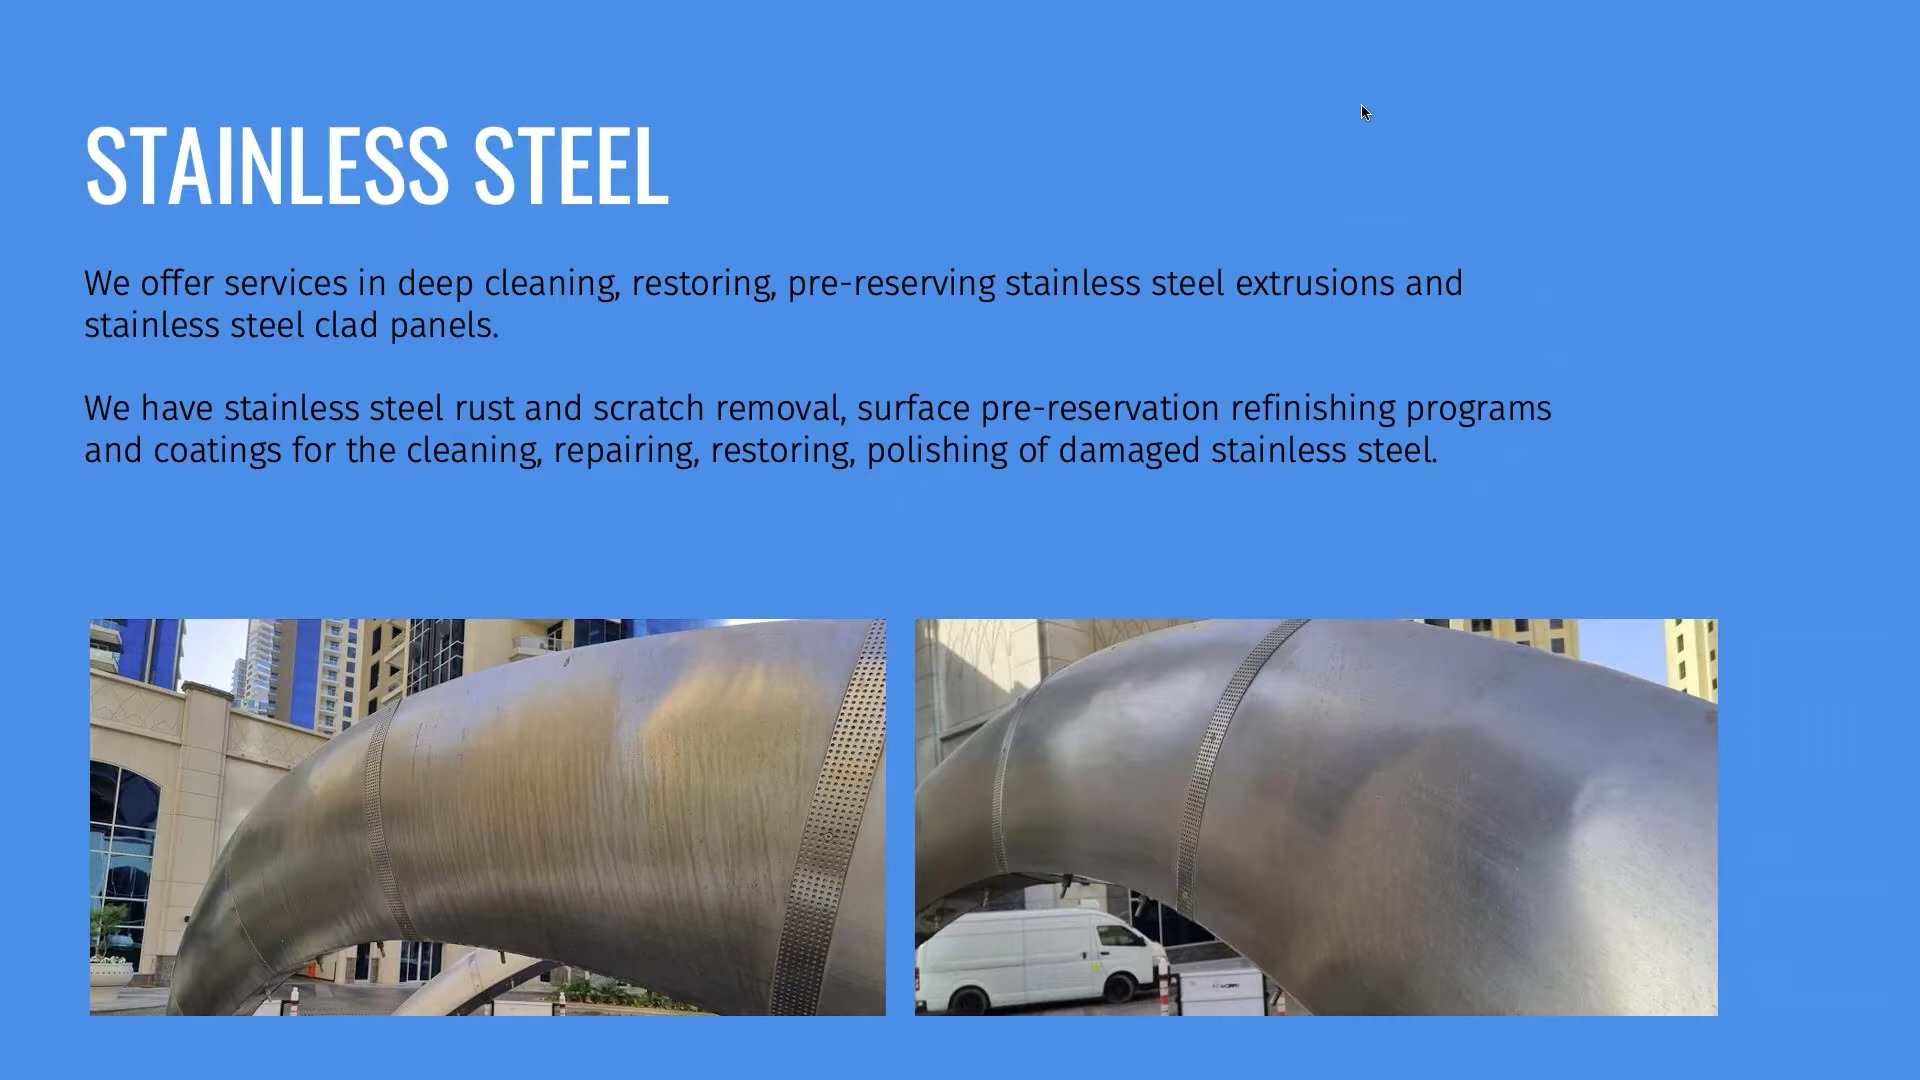 STAINLESS STEEL
We offer services in deep cleaning, restoring, pre-reserving stainless steel extrusions and
stainless steel clad panels.
We have stainless steel rust and scratch removal, surface pre-reservation refinishing programs
and coatings for the cleaning, repairing, restoring, polishing of damaged stainless steel.